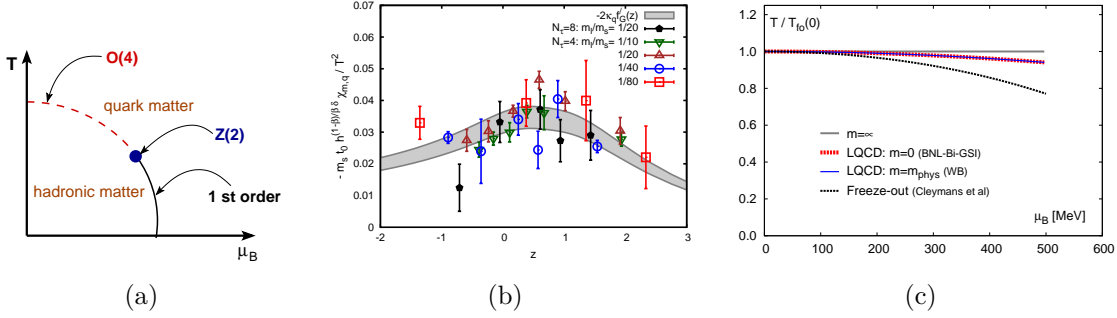 T
O(4)
quark matter
Z(2)
hadronic matter
1 st order
μ_B
(a)
- m_s t_0 h^{(1-β)/βδ} χ_{m,q} / T^2
-2κ_q f'_G(z)
N_τ=8: m_l/m_s= 1/20
N_τ=4: m_l/m_s= 1/10
1/20
1/40
1/80
0.06
0.05
0.04
0.03
0.02
0.01
0
-2 -1 0 1 2 3
z
(b)
T / T_fo(0)
1.2
1.0
0.8
0.6
0.4
0.2
0.0
m=∞
LQCD: m=0 (BNL-Bi-GSI)
LQCD: m=m_phys (WB)
Freeze-out (Cleymans et al)
μ_B [MeV]
0 100 200 300 400 500 600
(c)